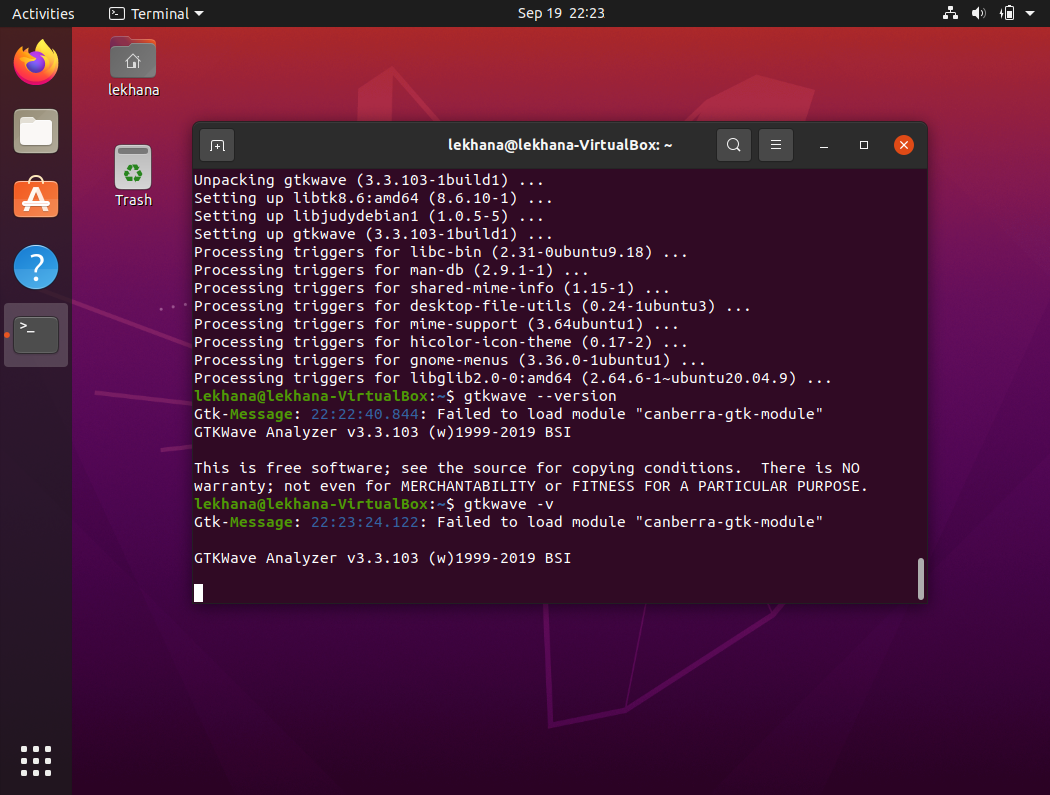 Activities
Terminal
Sep 19 22:23
lekhana
Trash
lekhana@lekhana-VirtualBox: ~
Unpacking gtkwave (3.3.103-1build1) ...
Setting up libtk8.6:amd64 (8.6.10-1) ...
Setting up libjudydebian1 (1.0.5-5) ...
Setting up gtkwave (3.3.103-1build1) ...
Processing triggers for libc-bin (2.31-0ubuntu9.18) ...
Processing triggers for man-db (2.9.1-1) ...
Processing triggers for shared-mime-info (1.15-1) ...
Processing triggers for desktop-file-utils (0.24-1ubuntu3) ...
Processing triggers for mime-support (3.64ubuntu1) ...
Processing triggers for hicolor-icon-theme (0.17-2) ...
Processing triggers for gnome-menus (3.36.0-1ubuntu1) ...
Processing triggers for libglib2.0-0:amd64 (2.64.6-1~ubuntu20.04.9) ...
lekhana@lekhana-VirtualBox:~$ gtkwave --version
Gtk-Message: 22:22:40.844: Failed to load module "canberra-gtk-module"
GTKWave Analyzer v3.3.103 (w)1999-2019 BSI
This is free software; see the source for copying conditions.  There is NO
warranty; not even for MERCHANTABILITY or FITNESS FOR A PARTICULAR PURPOSE.
lekhana@lekhana-VirtualBox:~$ gtkwave -v
Gtk-Message: 22:23:24.122: Failed to load module "canberra-gtk-module"
GTKWave Analyzer v3.3.103 (w)1999-2019 BSI